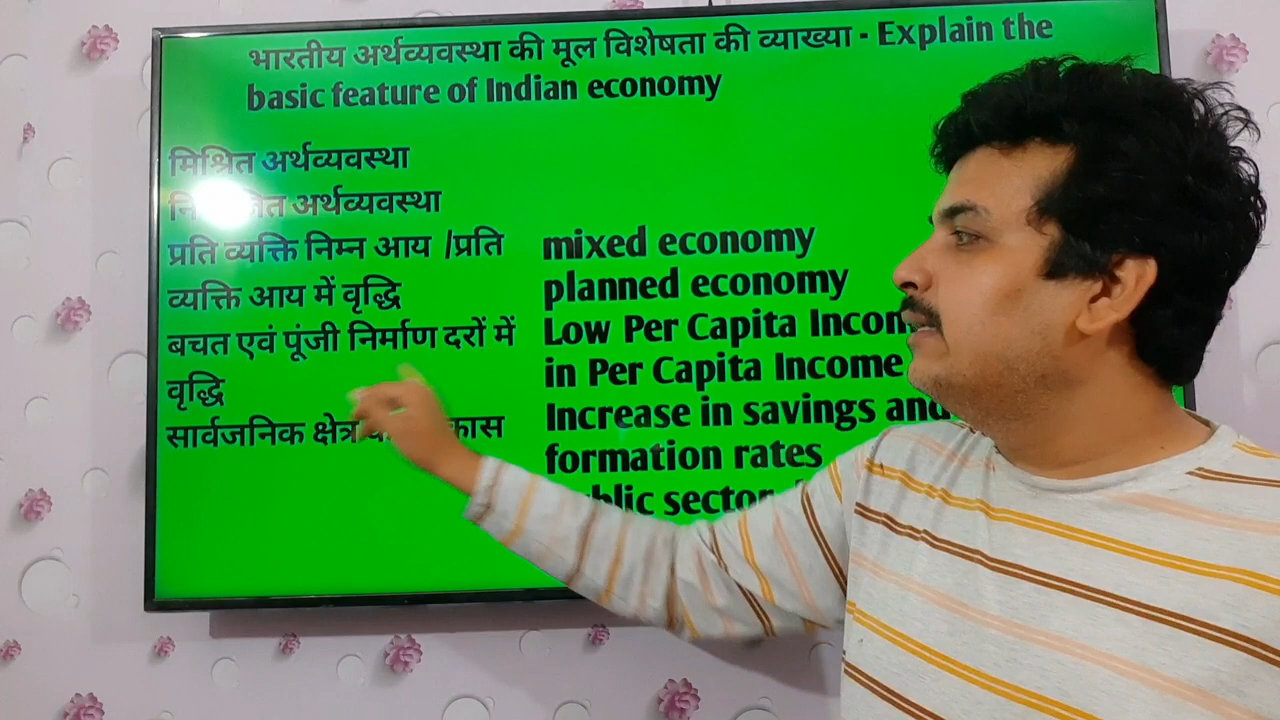 भारतीय अर्थव्यवस्था की मूल विशेषता की व्याख्या - Explain the
basic feature of Indian economy
मिश्रित अर्थव्यवस्था
अर्थव्यवस्था
प्रति व्यक्ति निम्न आय /प्रति
व्यक्ति आय में वृद्धि
बचत एवं पूंजी निर्माण दरों में
वृद्धि
सार्वजनिक क्षेत्र
mixed economy
planned economy
Low Per Capita
in Per Capita Income
Increase in savings and
formation rates
sector